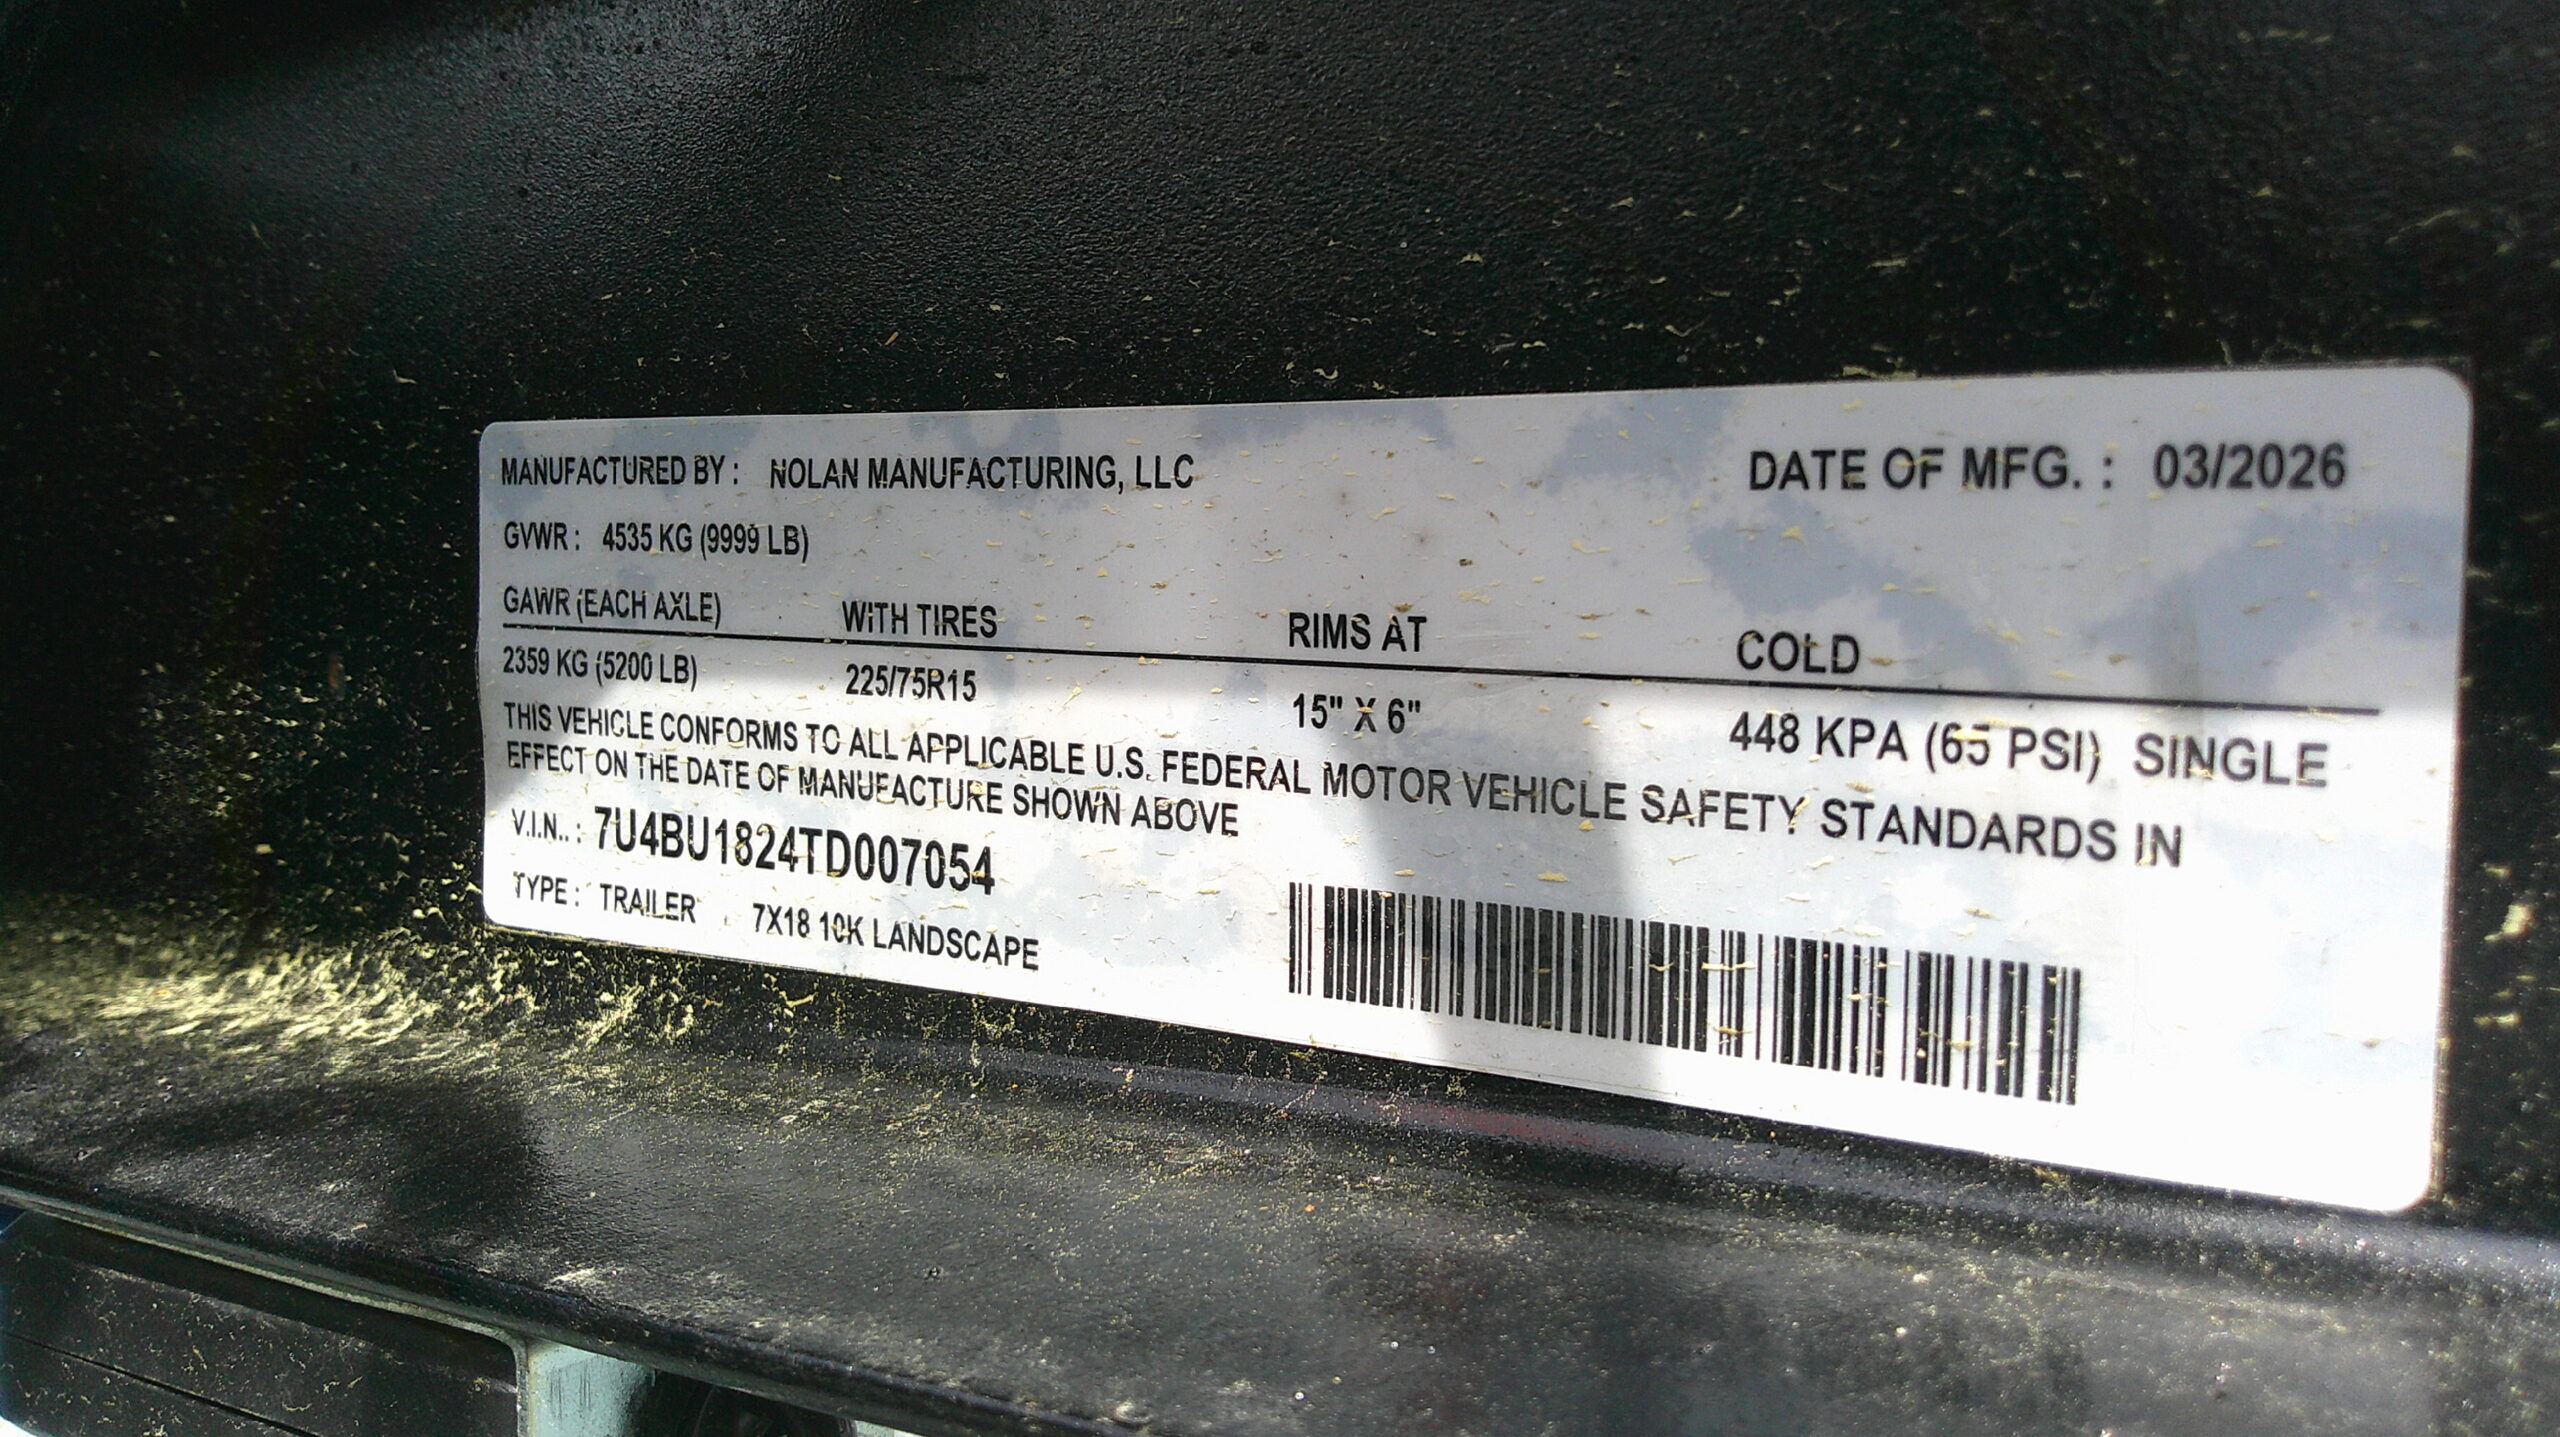 MANUFACTURED BY : NOLAN MANUFACTURING, LLC DATE OF MFG. : 03/2026
GVWR : 4535 KG (9999 LB)
GAWR (EACH AXLE) WITH TIRES RIMS AT COLD
2359 KG (5200 LB) 225/75R15 15" X 6" 448 KPA (65 PSI) SINGLE
THIS VEHICLE CONFORMS TO ALL APPLICABLE U.S. FEDERAL MOTOR VEHICLE SAFETY STANDARDS IN
EFFECT ON THE DATE OF MANUFACTURE SHOWN ABOVE
V.I.N.. : 7U4BU1824TD007054
TYPE : TRAILER 7X18 10K LANDSCAPE